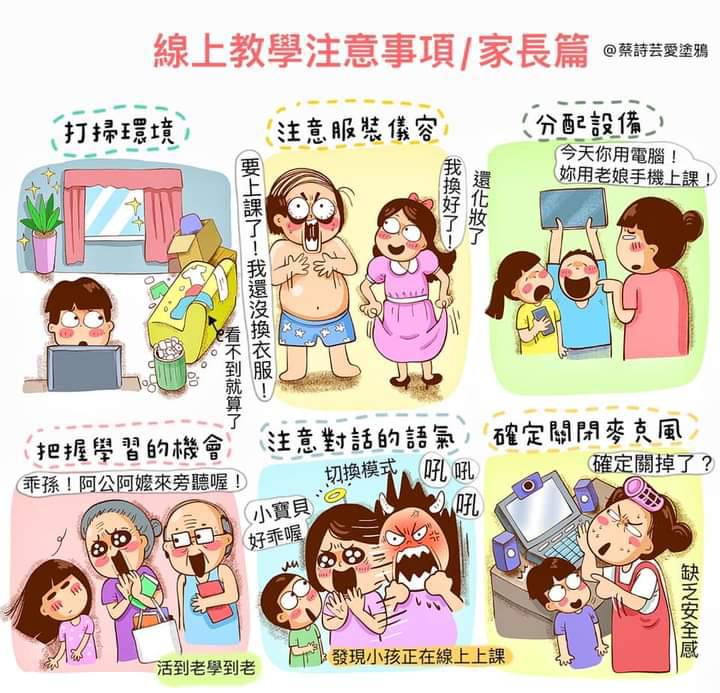 線上教學注意事項/家長篇
@蔡詩芸愛塗鴉
打掃環境
看不到就算了
注意服裝儀容
要上課了！我還沒換衣服！
我換好了！
還化妝了
分配設備
今天你用電腦！
妳用老娘手機上課！
把握學習的機會
乖孫！阿公阿嬤來旁聽喔！
活到老學到老
注意對話的語氣
切換模式
小寶貝
好乖喔
吼
吼
吼
發現小孩正在線上上課
確定關閉麥克風
確定關掉了？
缺乏安全感